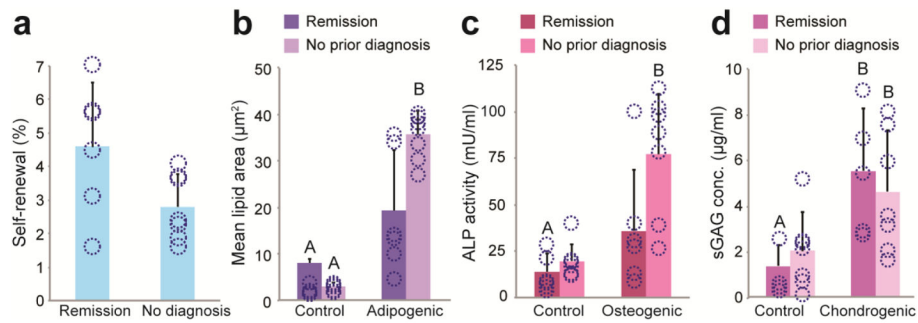 a
Self-renewal (%)
7
6
5
4
3
2
1
0
Remission No diagnosis
b
Remission
No prior diagnosis
Mean lipid area (μm²)
50
40
30
20
10
0
A
A
B
Control Adipogenic
c
Remission
No prior diagnosis
ALP activity (mU/ml)
125
100
75
50
25
0
A
B
Control Osteogenic
d
Remission
No prior diagnosis
sGAG conc. (μg/ml)
10
8
6
4
2
0
A
B
B
Control Chondrogenic